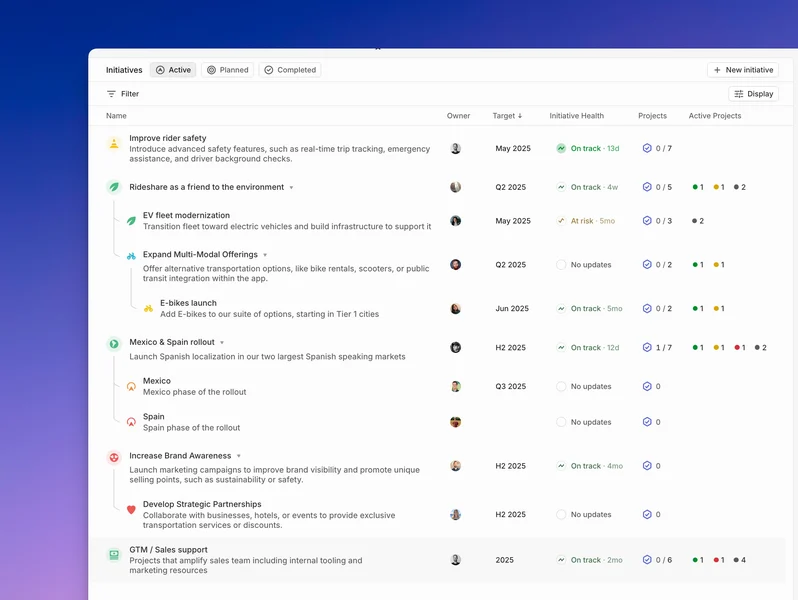 Initiatives Active Planned Completed + New initiative
Filter Display
Name Owner Target ↓ Initiative Health Projects Active Projects
Improve rider safety
Introduce advanced safety features, such as real-time trip tracking, emergency
assistance, and driver background checks.
May 2025 On track · 13d 0 / 7
Rideshare as a friend to the environment Q2 2025 On track · 4w 0 / 5 1 1 2
EV fleet modernization
Transition fleet toward electric vehicles and build infrastructure to support it
May 2025 At risk · 5mo 0 / 3 2
Expand Multi-Modal Offerings
Offer alternative transportation options, like bike rentals, scooters, or public
transit integration within the app.
Q2 2025 No updates 0 / 2 1 1
E-bikes launch
Add E-bikes to our suite of options, starting in Tier 1 cities
Jun 2025 On track · 5mo 0 / 2 1 1
Mexico & Spain rollout
Launch Spanish localization in our two largest Spanish speaking markets
H2 2025 On track · 12d 1 / 7 1 1 1 2
Mexico
Mexico phase of the rollout
Q3 2025 No updates 0
Spain
Spain phase of the rollout
No updates 0
Increase Brand Awareness
Launch marketing campaigns to improve brand visibility and promote unique
selling points, such as sustainability or safety.
H2 2025 On track · 4mo 0
Develop Strategic Partnerships
Collaborate with businesses, hotels, or events to provide exclusive
transportation services or discounts.
H2 2025 No updates 0
GTM / Sales support
Projects that amplify sales team including internal tooling and
marketing resources
2025 On track · 2mo 0 / 6 1 1 4